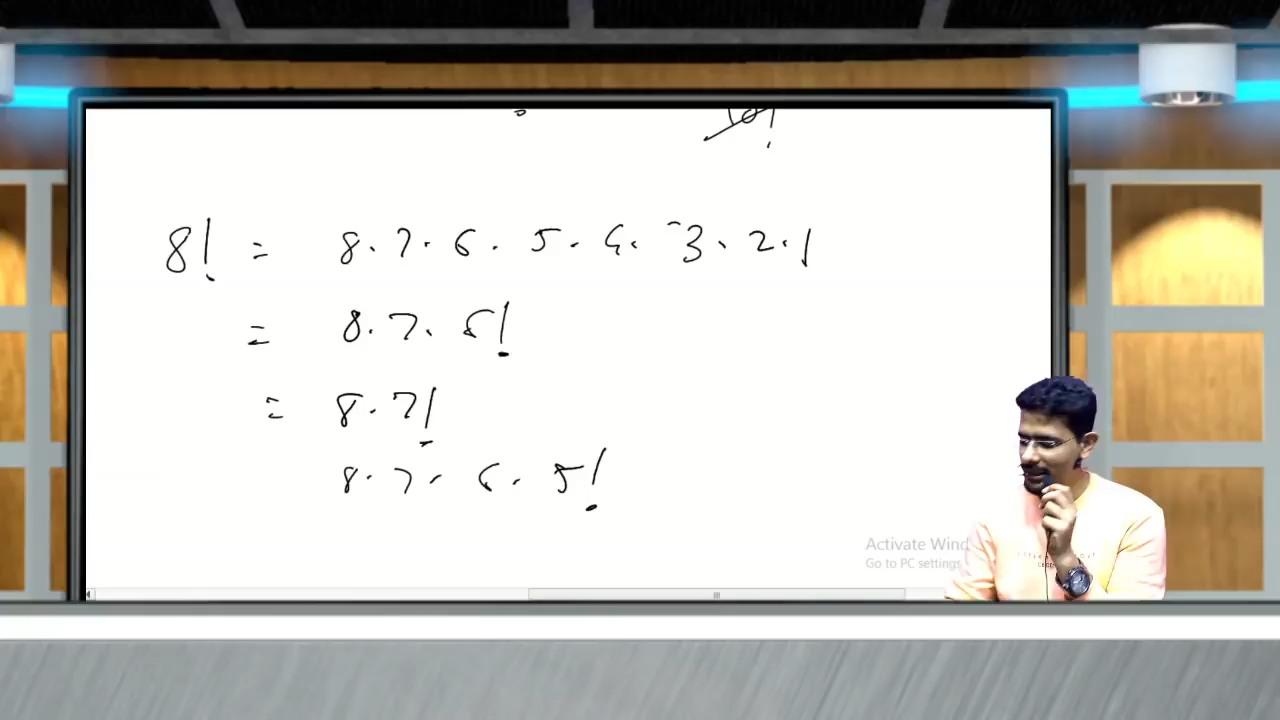 10!
8! = 8.7.6.5.4.3.2.1
= 8.7.6!
= 8.7!
8.7.6.5!
Activate Wind
Go to PC settings